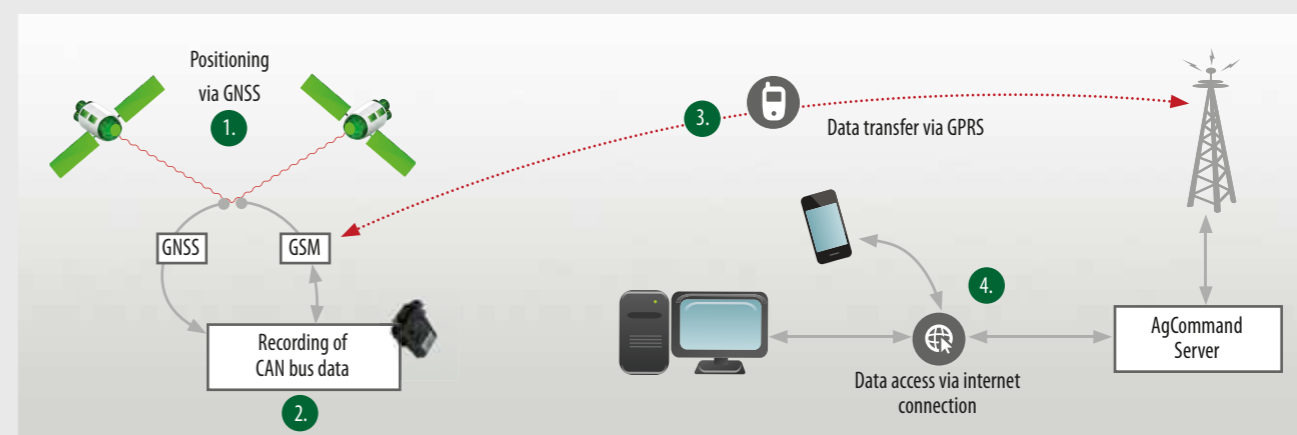 Positioning
via GNSS
1.
3.
Data transfer via GPRS
GNSS
GSM
4.
Recording of
CAN bus data
AgCommand
Server
Data access via internet
connection
2.